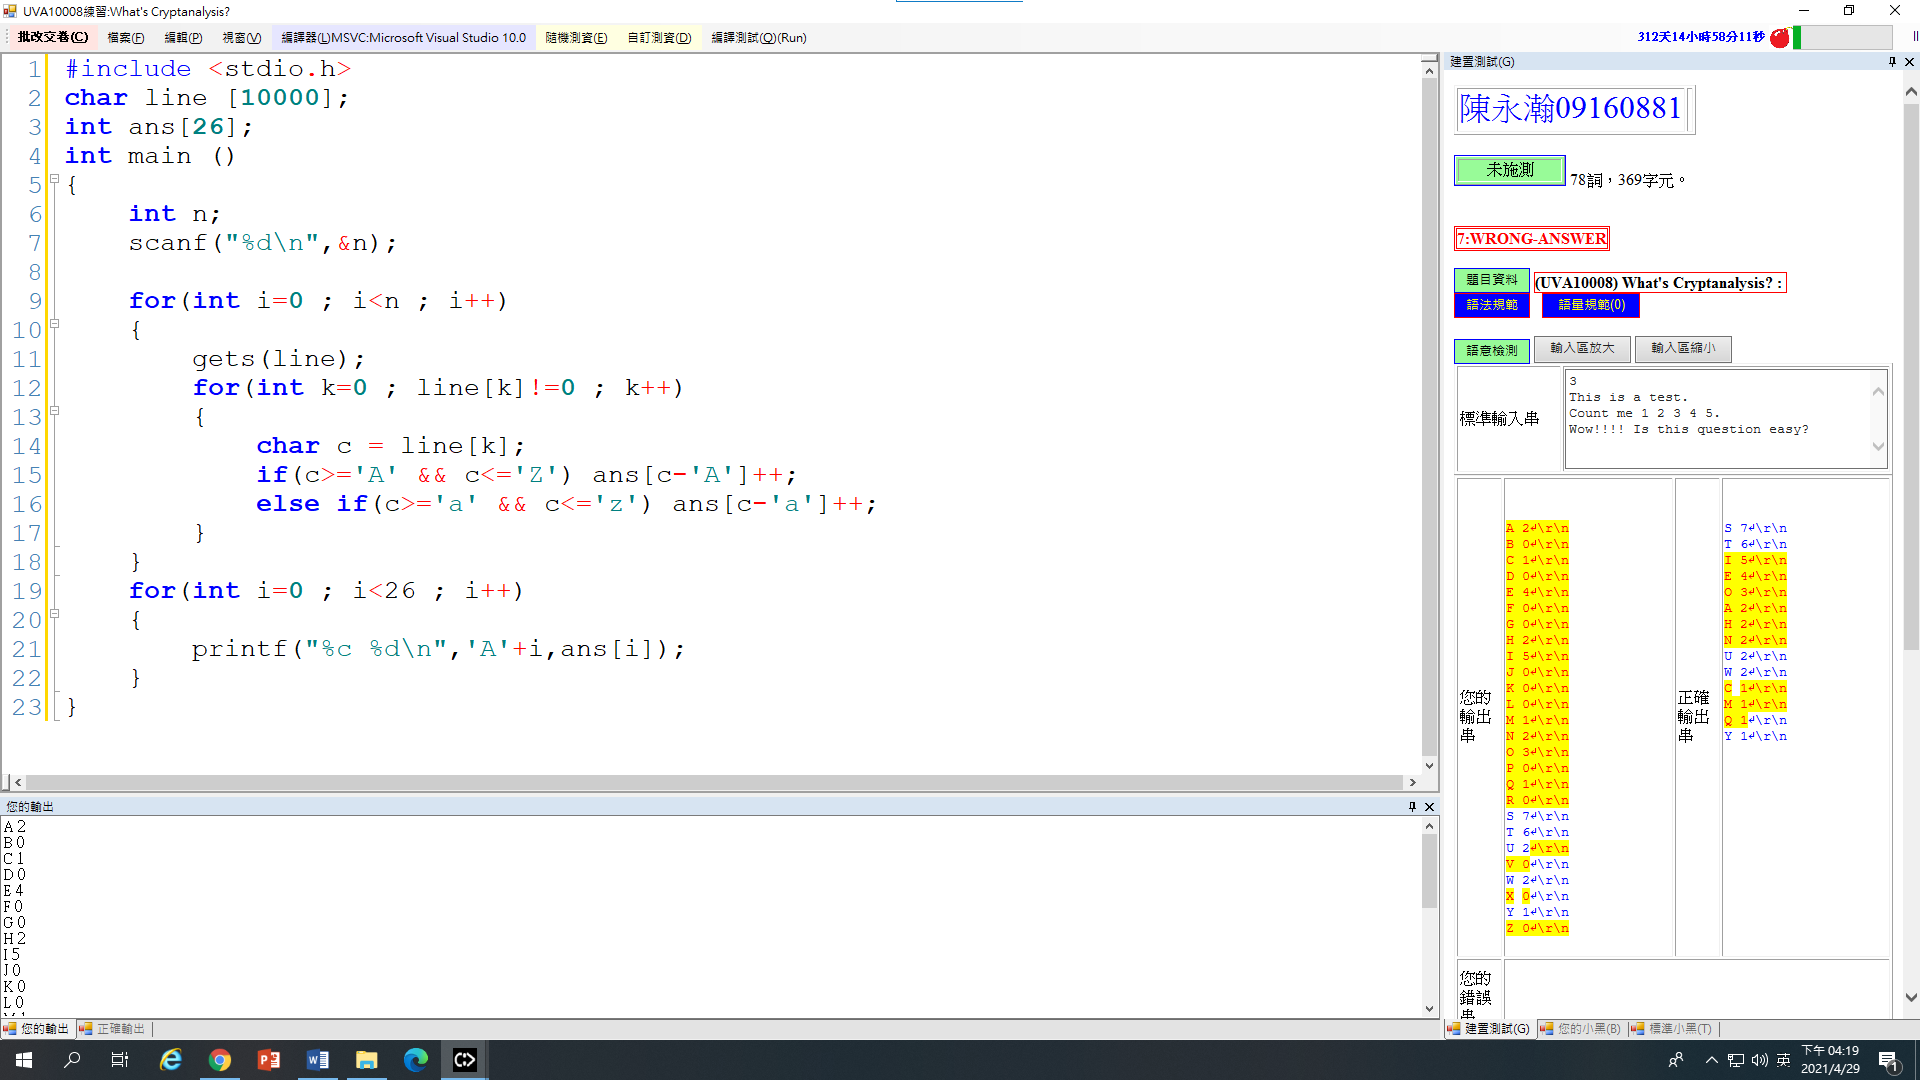 UVA10008練習:What's Cryptanalysis?
批改交卷(C) 檔案(F) 編輯(P) 視窗(V) 編譯器(L)MSVC:Microsoft Visual Studio 10.0 隨機測資(E) 自訂測資(D) 編譯測試(Q)(Run) 312天14小時58分11秒
1 #include <stdio.h>
2 char line [10000];
3 int ans[26];
4 int main ()
5 {
6 int n;
7 scanf("%d\n",&n);
8
9 for(int i=0 ; i<n ; i++)
10 {
11 gets(line);
12 for(int k=0 ; line[k]!=0 ; k++)
13 {
14 char c = line[k];
15 if(c>='A' && c<='Z') ans[c-'A']++;
16 else if(c>='a' && c<='z') ans[c-'a']++;
17 }
18 }
19 for(int i=0 ; i<26 ; i++)
20 {
21 printf("%c %d\n",'A'+i,ans[i]);
22 }
23 }
您的輸出
A 2
B 0
C 1
D 0
E 4
F 0
G 0
H 2
I 5
J 0
K 0
L 0
您的輸出 正確輸出
建置測試(G)
陳永瀚09160881
未施測 78詞，369字元。
7:WRONG-ANSWER
題目資料 (UVA10008) What's Cryptanalysis? :
語法規範 語量規範(0)
語意檢測 輸入區放大 輸入區縮小
標準輸入串
3
This is a test.
Count me 1 2 3 4 5.
Wow!!!! Is this question easy?
您的
輸出
串
A 2↵\r\n
B 0↵\r\n
C 1↵\r\n
D 0↵\r\n
E 4↵\r\n
F 0↵\r\n
G 0↵\r\n
H 2↵\r\n
I 5↵\r\n
J 0↵\r\n
K 0↵\r\n
L 0↵\r\n
M 1↵\r\n
N 2↵\r\n
O 3↵\r\n
P 0↵\r\n
Q 1↵\r\n
R 0↵\r\n
S 7↵\r\n
T 6↵\r\n
U 2↵\r\n
V 0↵\r\n
W 2↵\r\n
X 0↵\r\n
Y 1↵\r\n
Z 0↵\r\n
正確
輸出
串
S 7↵\r\n
T 6↵\r\n
I 5↵\r\n
E 4↵\r\n
O 3↵\r\n
A 2↵\r\n
H 2↵\r\n
N 2↵\r\n
U 2↵\r\n
W 2↵\r\n
C 1↵\r\n
M 1↵\r\n
Q 1↵\r\n
Y 1↵\r\n
您的
錯誤
串
建置測試(G) 您的小黑(B) 標準小黑(T)
英 下午 04:19
2021/4/29
1